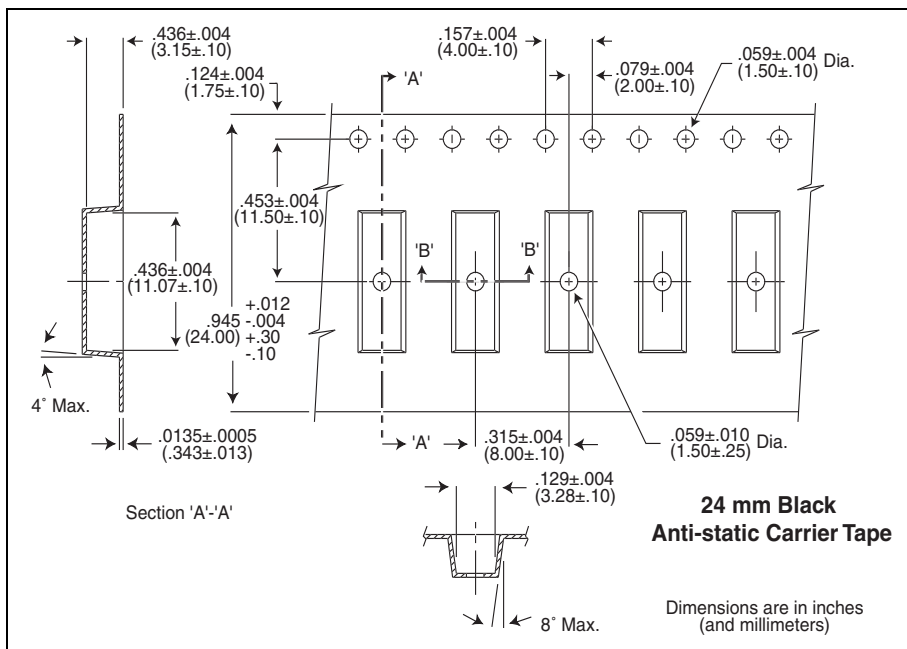 .436±.004
(3.15±.10)
.157±.004
(4.00±.10)
.059±.004 Dia.
(1.50±.10)
.124±.004
(1.75±.10)
'A'
.079±.004
(2.00±.10)
.453±.004
(11.50±.10)
'B'
'B'
.436±.004
(11.07±.10)
+.012
.945 -.004
(24.00) +.30
-.10
4° Max.
.0135±.0005
(.343±.013)
'A'
.315±.004
(8.00±.10)
.059±.010 Dia.
(1.50±.25)
.129±.004
(3.28±.10)
Section 'A'-'A'
24 mm Black
Anti-static Carrier Tape
8° Max.
Dimensions are in inches
(and millimeters)